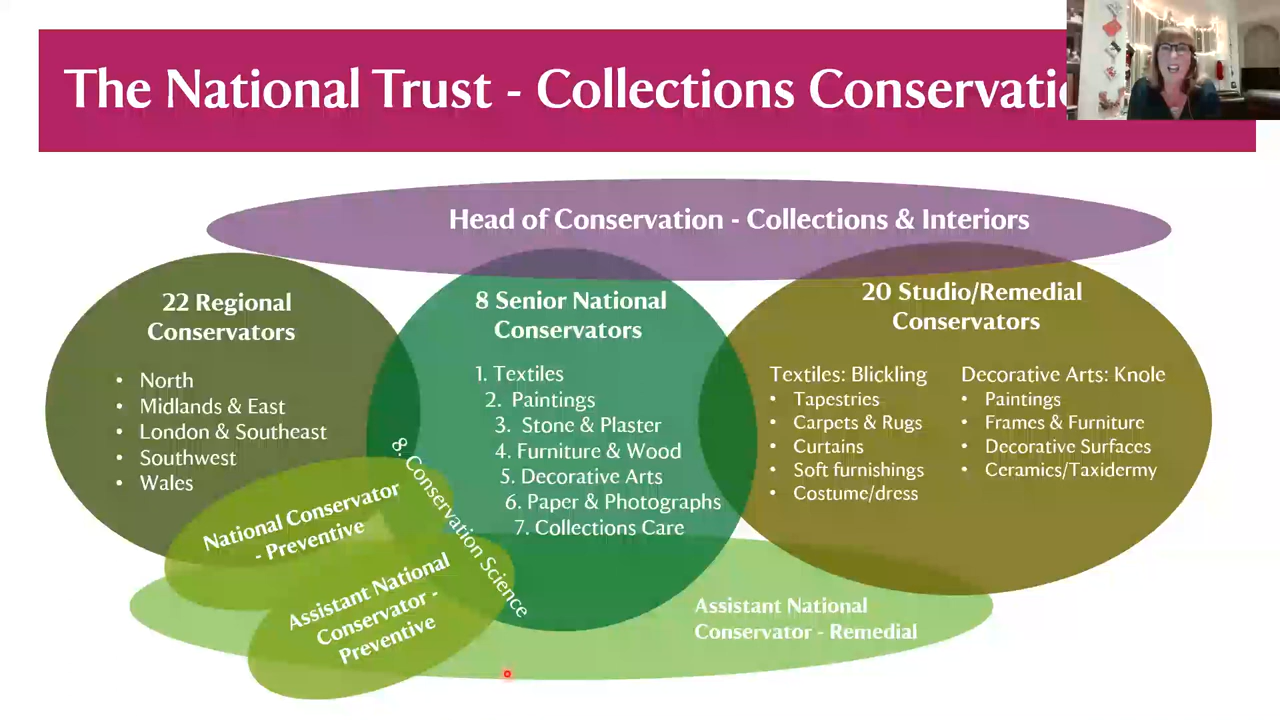 The National Trust - Collections Conservati
Head of Conservation - Collections & Interiors
22 Regional
Conservators
• North
• Midlands & East
• London & Southeast
• Southwest
• Wales
National Conservator
- Preventive
Assistant National
Conservator -
Preventive
8 Senior National
Conservators
1. Textiles
2. Paintings
3. Stone & Plaster
4. Furniture & Wood
5. Decorative Arts
6. Paper & Photographs
7. Collections Care
8. Conservation Science
20 Studio/Remedial
Conservators
Textiles: Blickling
• Tapestries
• Carpets & Rugs
• Curtains
• Soft furnishings
• Costume/dress
Decorative Arts: Knole
• Paintings
• Frames & Furniture
• Decorative Surfaces
• Ceramics/Taxidermy
Assistant National
Conservator - Remedial